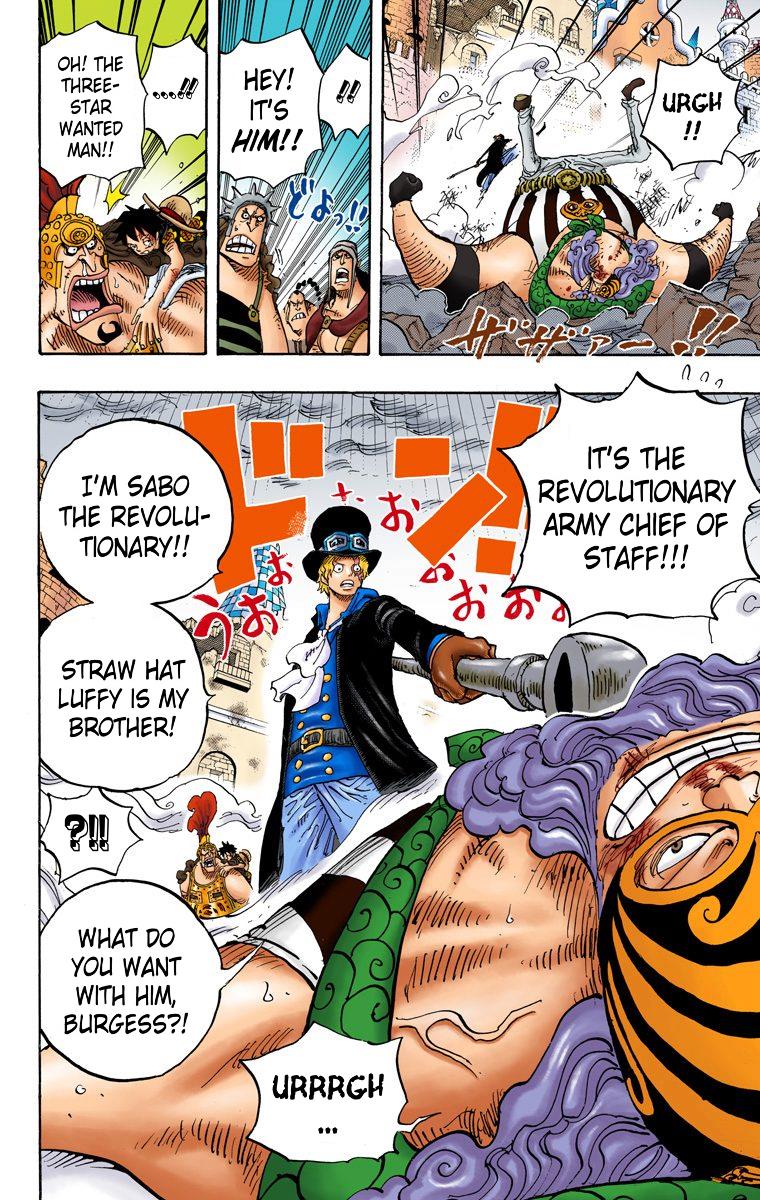 URGH
!!
ザザァー!!
!!
HEY!
IT'S
HIM!!
どよっ!!
...!!
OH! THE
THREE-
STAR
WANTED
MAN!!
IT'S THE
REVOLUTIONARY
ARMY CHIEF OF
STAFF!!!
ドン!!
うおおおおおおお
I'M SABO
THE REVOLU-
TIONARY!!
STRAW HAT
LUFFY IS MY
BROTHER!
?!!
WHAT DO
YOU WANT
WITH HIM,
BURGESS?!
URRRGH
...